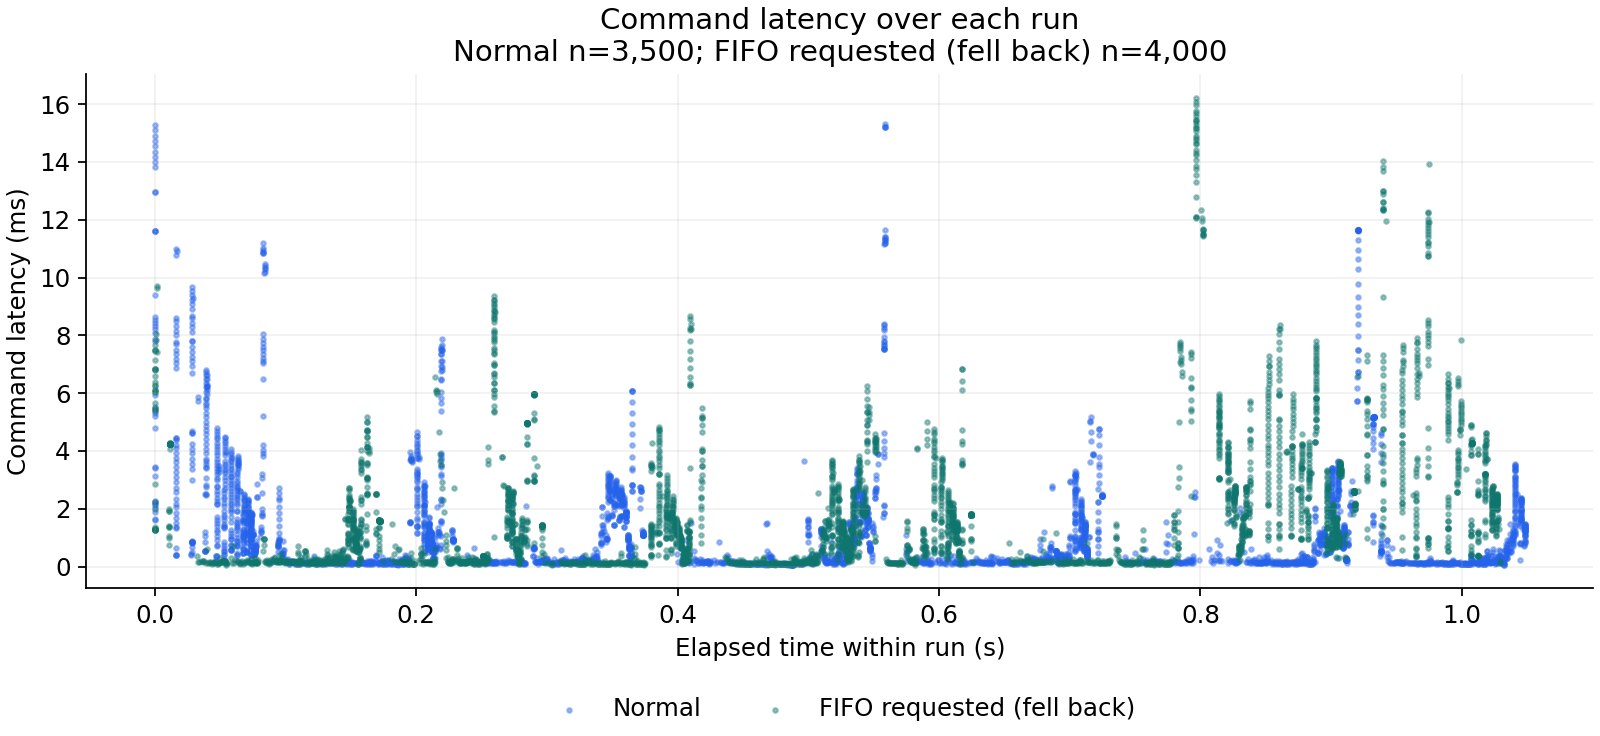 Command latency over each run
Normal n=3,500; FIFO requested (fell back) n=4,000
Command latency (ms)
16
14
12
10
8
6
4
2
0
0.0 0.2 0.4 0.6 0.8 1.0
Elapsed time within run (s)
Normal FIFO requested (fell back)